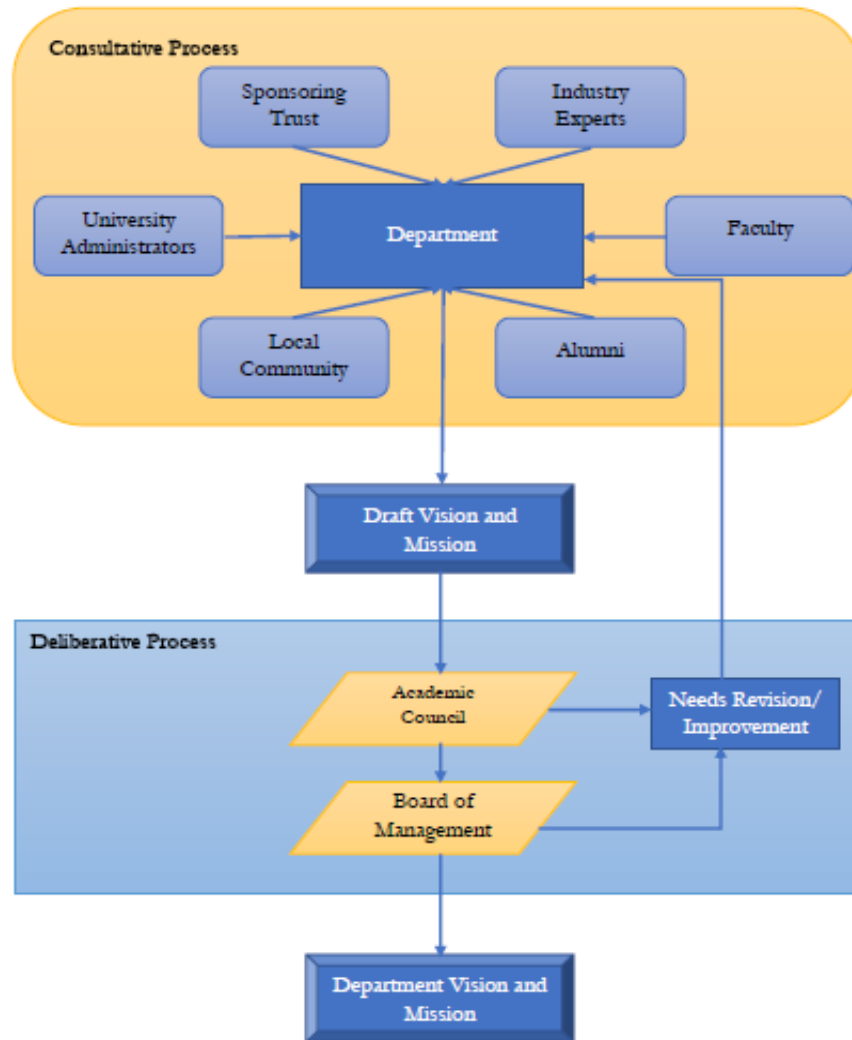 Consultative Process
Sponsoring
Trust
Industry
Experts
University
Administrators
Department
Faculty
Local
Community
Alumni
Draft Vision and
Mission
Deliberative Process
Academic
Council
Needs Revision/
Improvement
Board of
Management
Department Vision and
Mission